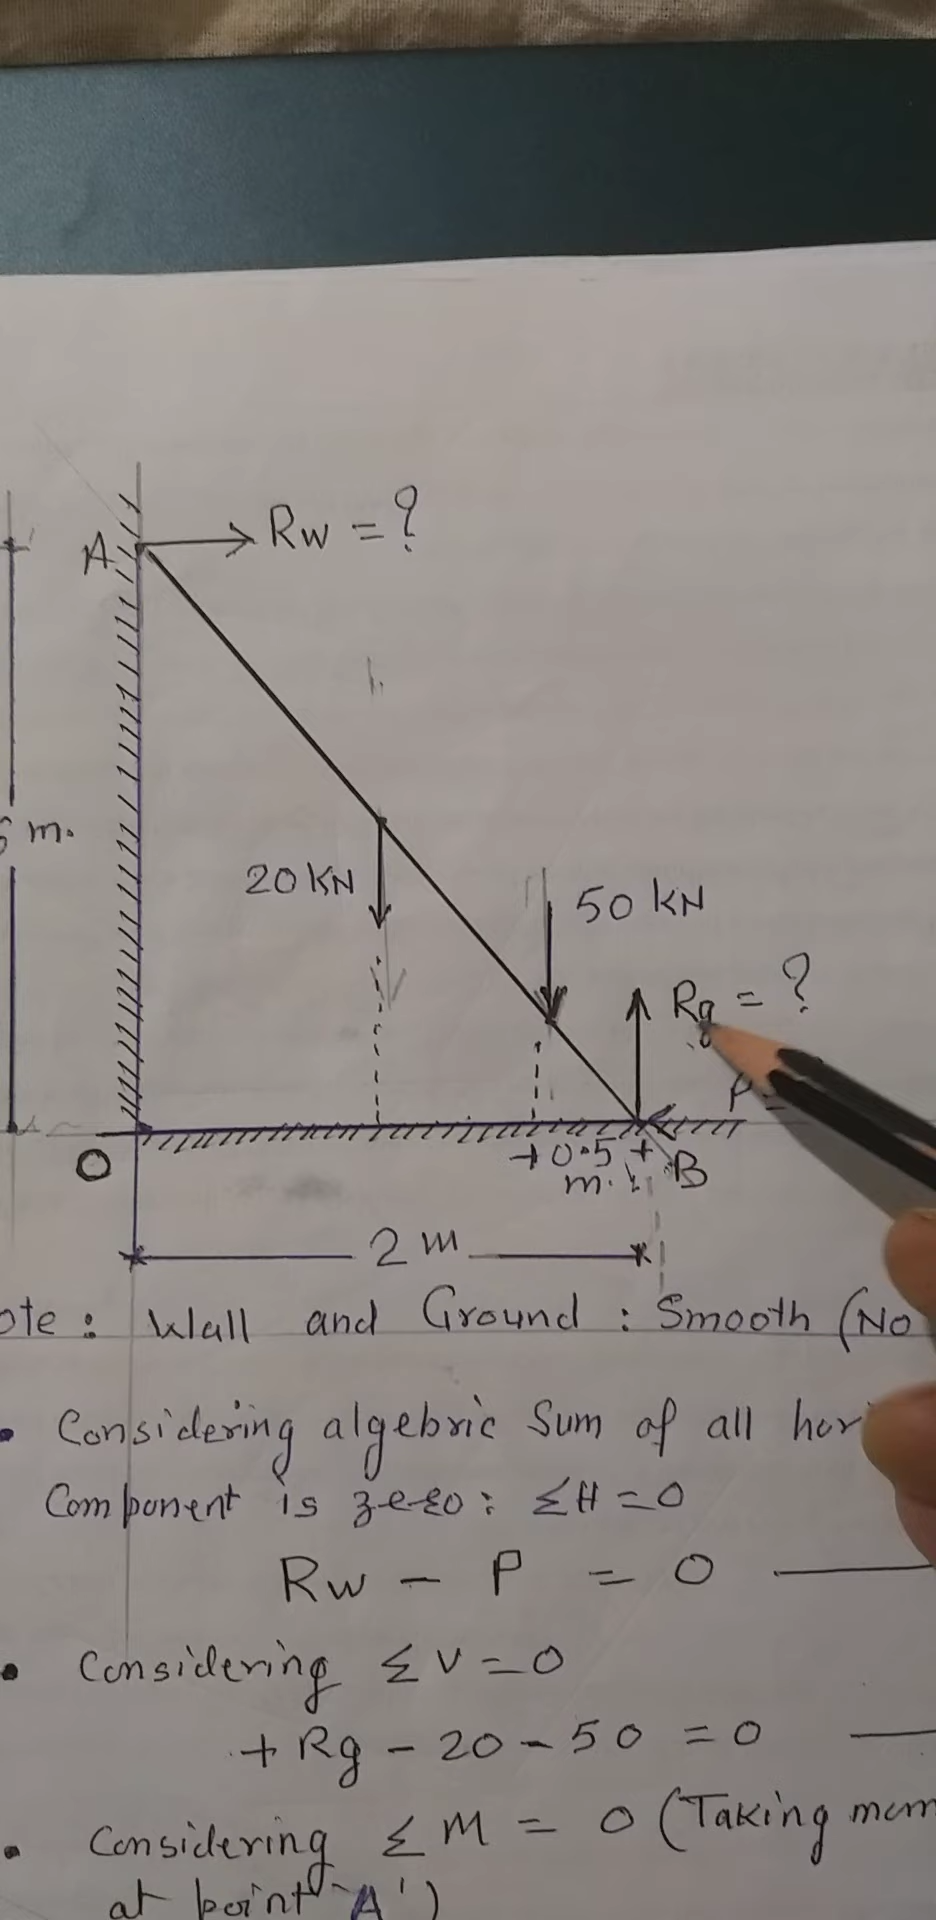 A
Rw = ?
m.
20 KN
50 KN
Rg = ?
P
O
0.5
m.
B
2 m
ote: Wall and Ground : Smooth (No
• Considering algebric Sum of all hor
Component is zero: ΣH = 0
Rw - P = 0
• Considering ΣV = 0
+ Rg - 20 - 50 = 0
• Considering ΣM = 0 (Taking mom
at point 'A')